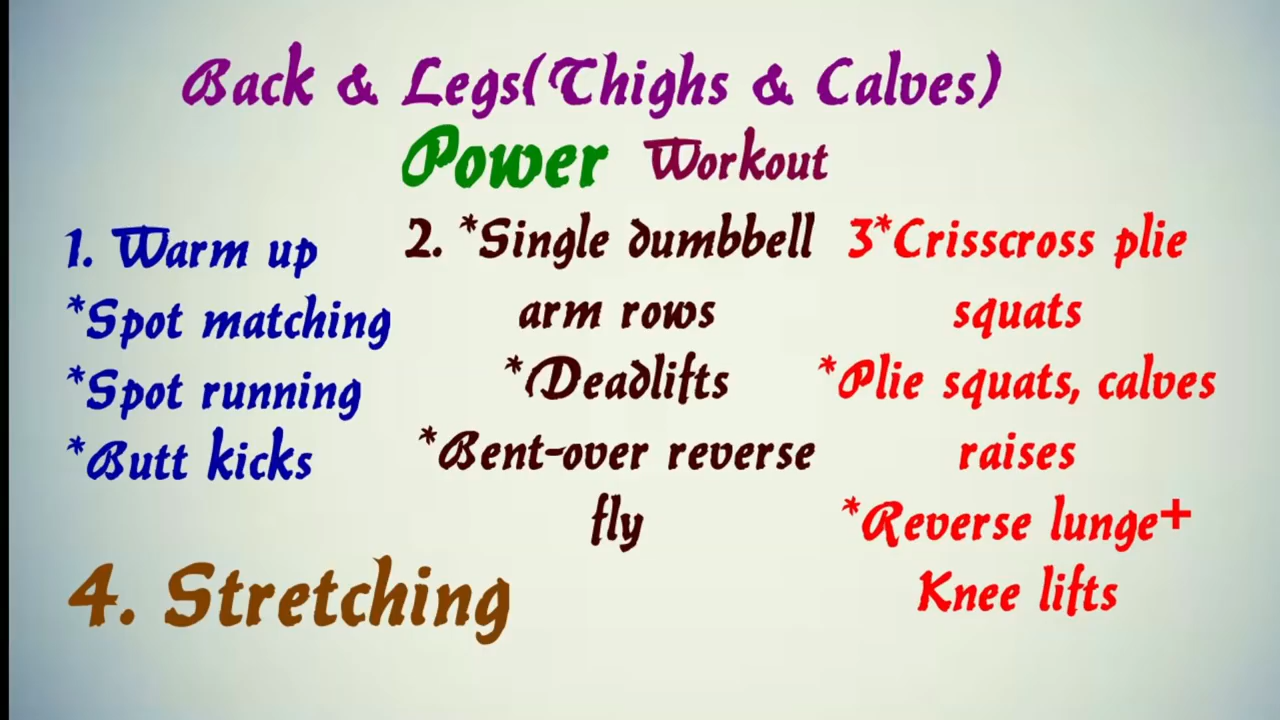 Back & Legs(Thighs & Calves)
Power Workout
1. Warm up
*Spot matching
*Spot running
*Butt kicks
2. *Single dumbbell
arm rows
*Deadlifts
*Bent-over reverse
fly
3*Crisscross plie
squats
*Plie squats, calves
raises
*Reverse lunge+
Knee lifts
4. Stretching